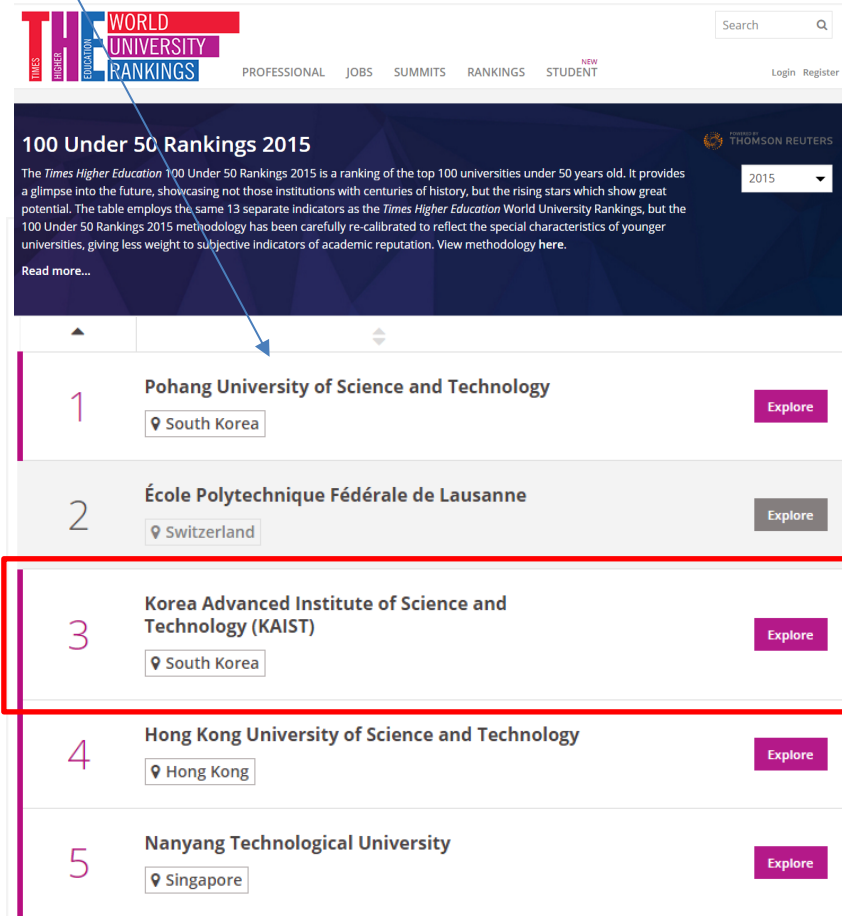 TIMES HIGHER EDUCATION
WORLD
UNIVERSITY
RANKINGS
PROFESSIONAL JOBS SUMMITS RANKINGS STUDENT NEW
Search
Login Register
100 Under 50 Rankings 2015
POWERED BY
THOMSON REUTERS
The Times Higher Education 100 Under 50 Rankings 2015 is a ranking of the top 100 universities under 50 years old. It provides
a glimpse into the future, showcasing not those institutions with centuries of history, but the rising stars which show great
potential. The table employs the same 13 separate indicators as the Times Higher Education World University Rankings, but the
100 Under 50 Rankings 2015 methodology has been carefully re-calibrated to reflect the special characteristics of younger
universities, giving less weight to subjective indicators of academic reputation. View methodology here.
Read more...
2015
1
Pohang University of Science and Technology
South Korea
Explore
2
École Polytechnique Fédérale de Lausanne
Switzerland
Explore
3
Korea Advanced Institute of Science and
Technology (KAIST)
South Korea
Explore
4
Hong Kong University of Science and Technology
Hong Kong
Explore
5
Nanyang Technological University
Singapore
Explore